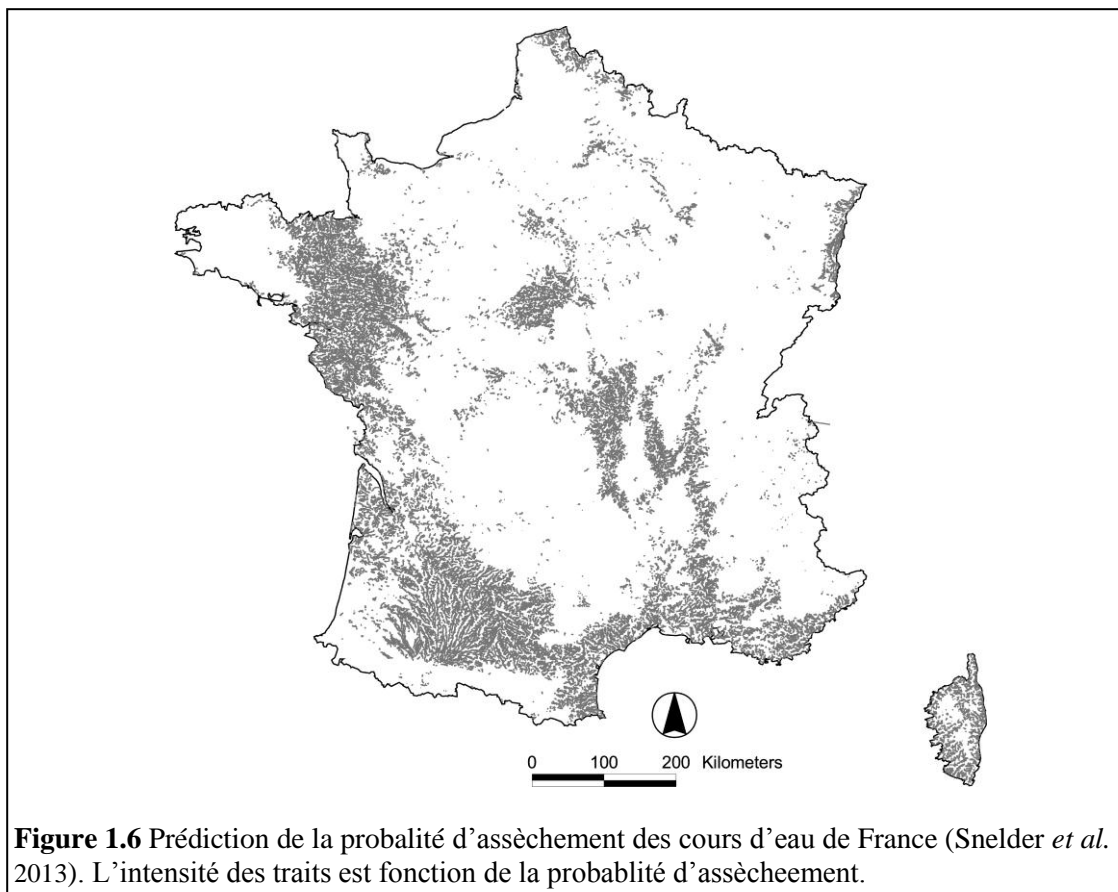 0 100 200 Kilometers
Figure 1.6 Prédiction de la probalité d’assèchement des cours d’eau de France (Snelder et al.
2013). L’intensité des traits est fonction de la probablité d’assècheement.